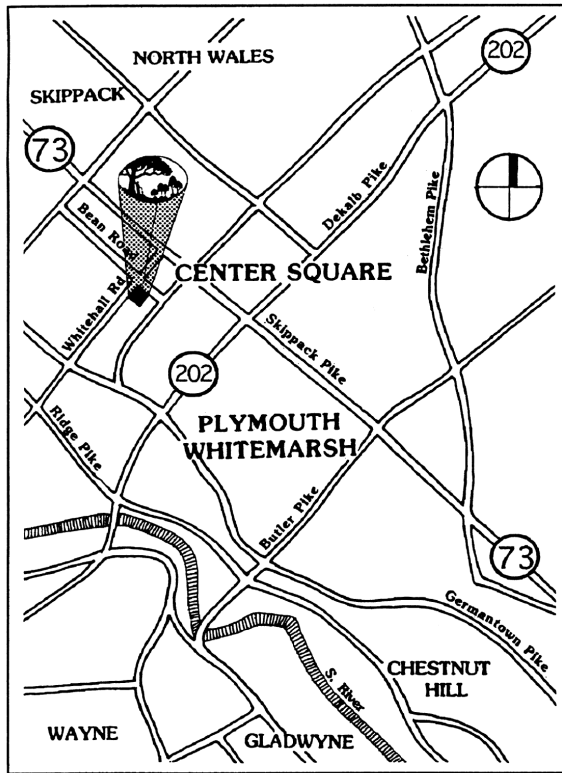 NORTH WALES
202
SKIPPACK
73
Bean Road
Dekalb Pike
Bethlehem Pike
CENTER SQUARE
Whitehall Rd
Skippack Pike
202
PLYMOUTH
WHITEMARSH
Ridge Pike
Butler Pike
73
Germantown Pike
S. River
CHESTNUT
HILL
WAYNE
GLADWYNE